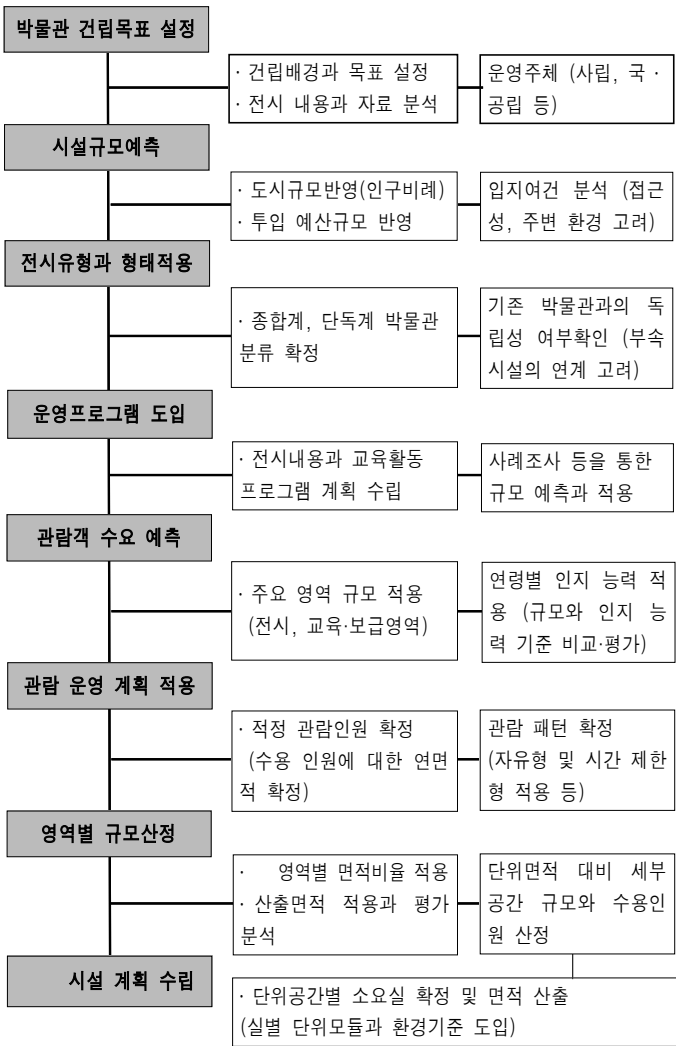 박물관 건립목표 설정
· 건립배경과 목표 설정
· 전시 내용과 자료 분석
운영주체 (사립, 국·
공립 등)
시설규모예측
· 도시규모반영(인구비례)
· 투입 예산규모 반영
입지여건 분석 (접근
성, 주변 환경 고려)
전시유형과 형태적용
· 종합계, 단독계 박물관
분류 확정
기존 박물관과의 독
립성 여부확인 (부속
시설의 연계 고려)
운영프로그램 도입
· 전시내용과 교육활동
프로그램 계획 수립
사례조사 등을 통한
규모 예측과 적용
관람객 수요 예측
· 주요 영역 규모 적용
(전시, 교육·보급영역)
연령별 인지 능력 적
용 (규모와 인지 능
력 기준 비교·평가)
관람 운영 계획 적용
· 적정 관람인원 확정
(수용 인원에 대한 연면
적 확정)
관람 패턴 확정
(자유형 및 시간 제한
형 적용 등)
영역별 규모산정
· 영역별 면적비율 적용
· 산출면적 적용과 평가
분석
단위면적 대비 세부
공간 규모와 수용인
원 산정
시설 계획 수립
· 단위공간별 소요실 확정 및 면적 산출
(실별 단위모듈과 환경기준 도입)